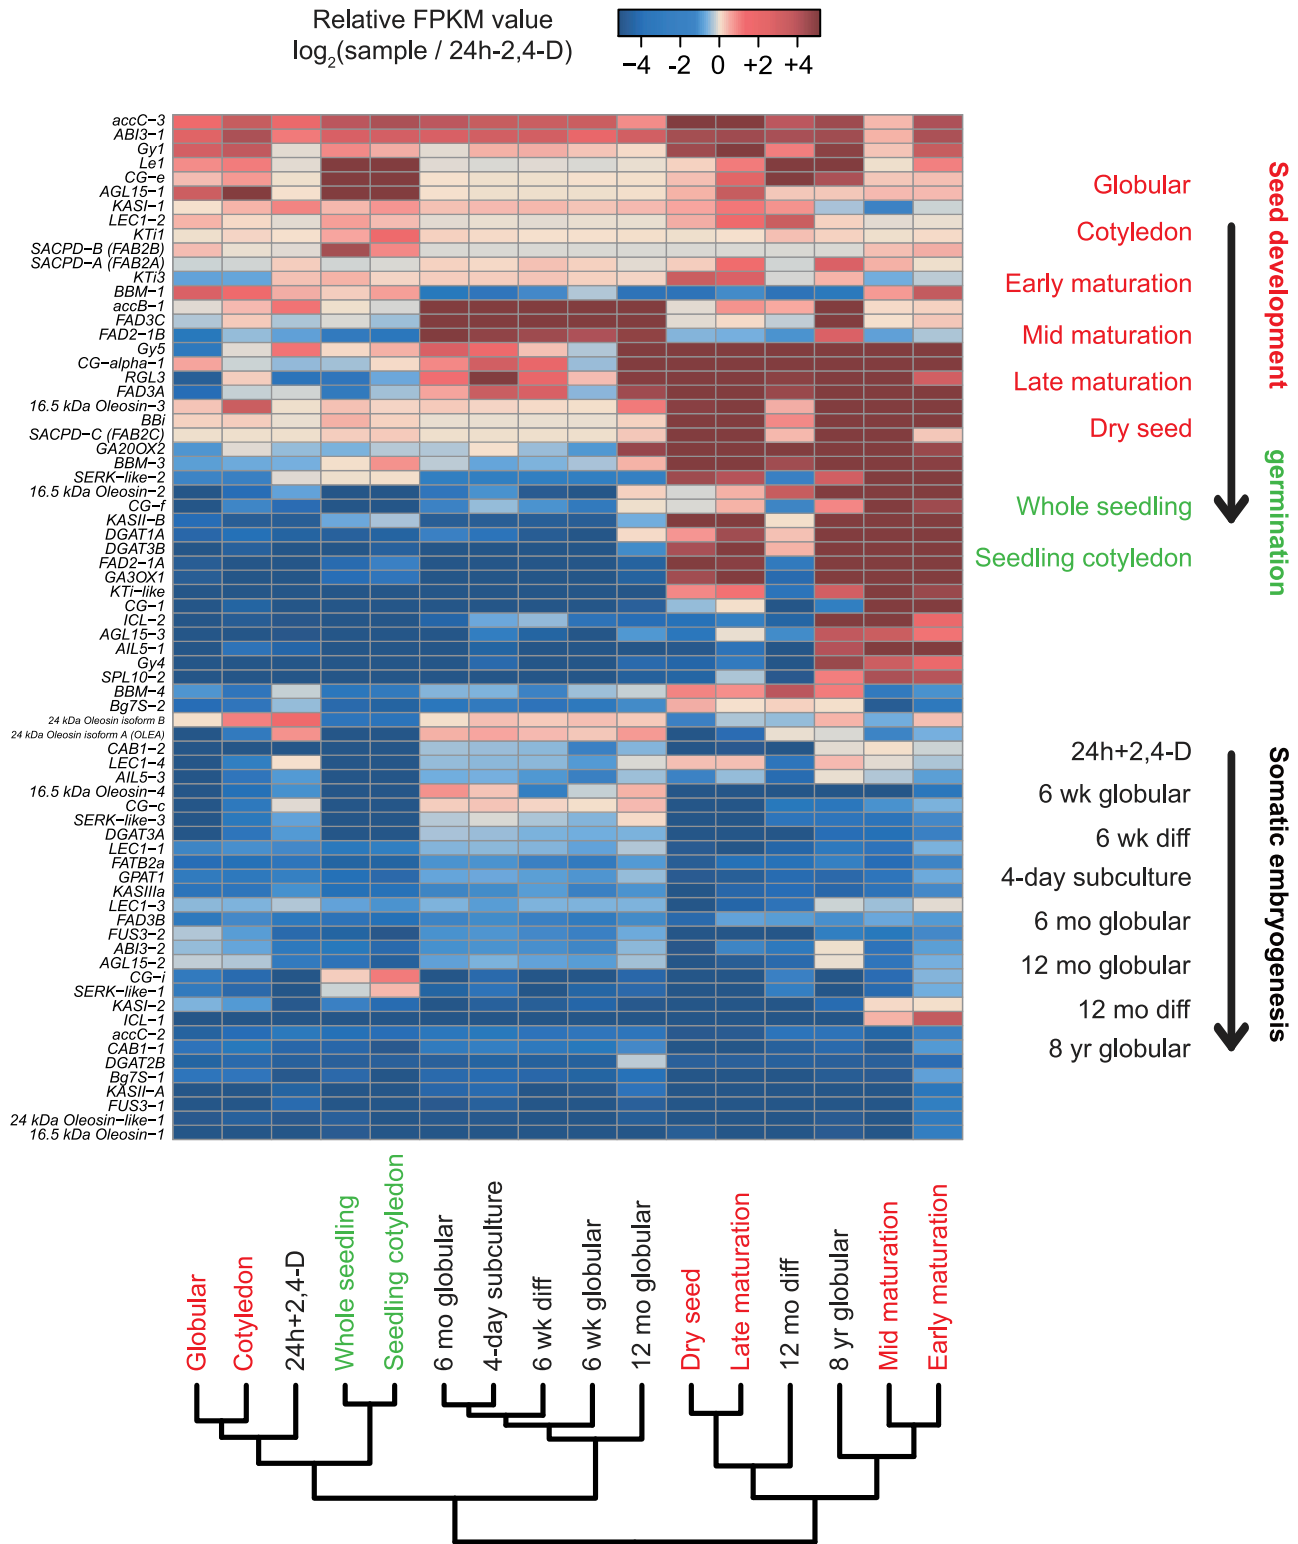 Relative FPKM value
log2(sample / 24h-2,4-D)
−4 -2 0 +2 +4
accC−3
ABI3−1
Gy1
Le1
CG−e
AGL15−1
KASI−1
LEC1−2
KTi1
SACPD−B (FAB2B)
SACPD−A (FAB2A)
KTi3
BBM−1
accB−1
FAD3C
FAD2−1B
Gy5
CG−alpha−1
RGL3
FAD3A
16.5 kDa Oleosin−3
BBi
SACPD−C (FAB2C)
GA20OX2
BBM−3
SERK−like−2
16.5 kDa Oleosin−2
CG−f
KASII−B
DGAT1A
DGAT3B
FAD2−1A
GA3OX1
KTi−like
CG−1
ICL−2
AGL15−3
AIL5−1
Gy4
SPL10−2
BBM−4
Bg7S−2
24 kDa Oleosin isoform B
24 kDa Oleosin isoform A (OLEA)
CAB1−2
LEC1−4
AIL5−3
16.5 kDa Oleosin−4
CG−c
SERK−like−3
DGAT3A
LEC1−1
FATB2a
GPAT1
KASIIIa
LEC1−3
FAD3B
FUS3−2
ABI3−2
AGL15−2
CG−i
SERK−like−1
KASI−2
ICL−1
accC−2
CAB1−1
DGAT2B
Bg7S−1
KASII−A
FUS3−1
24 kDa Oleosin−like−1
16.5 kDa Oleosin−1
Globular
Cotyledon
Early maturation
Mid maturation
Late maturation
Dry seed
Whole seedling
Seedling cotyledon
Seed development
germination
24h+2,4-D
6 wk globular
6 wk diff
4-day subculture
6 mo globular
12 mo globular
12 mo diff
8 yr globular
Somatic embryogenesis
Globular
Cotyledon
24h+2,4-D
Whole seedling
Seedling cotyledon
6 mo globular
4-day subculture
6 wk diff
6 wk globular
12 mo globular
Dry seed
Late maturation
12 mo diff
8 yr globular
Mid maturation
Early maturation